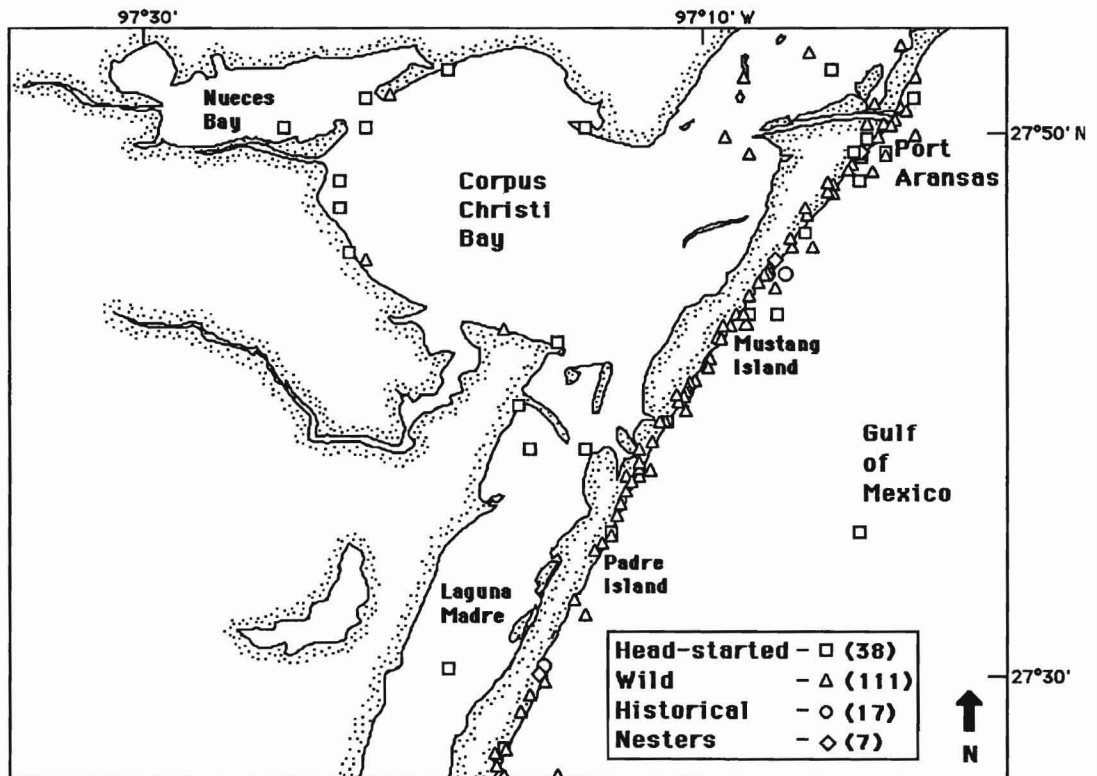 97°30'
97°10' W
Nueces
Bay
27°50' N
Port
Aransas
Corpus
Christi
Bay
Mustang
Island
Gulf
of
Mexico
Padre
Island
Laguna
Madre
Head-started - □ (38)
Wild - △ (111)
Historical - ○ (17)
Nesters - ◇ (7)
27°30'
N